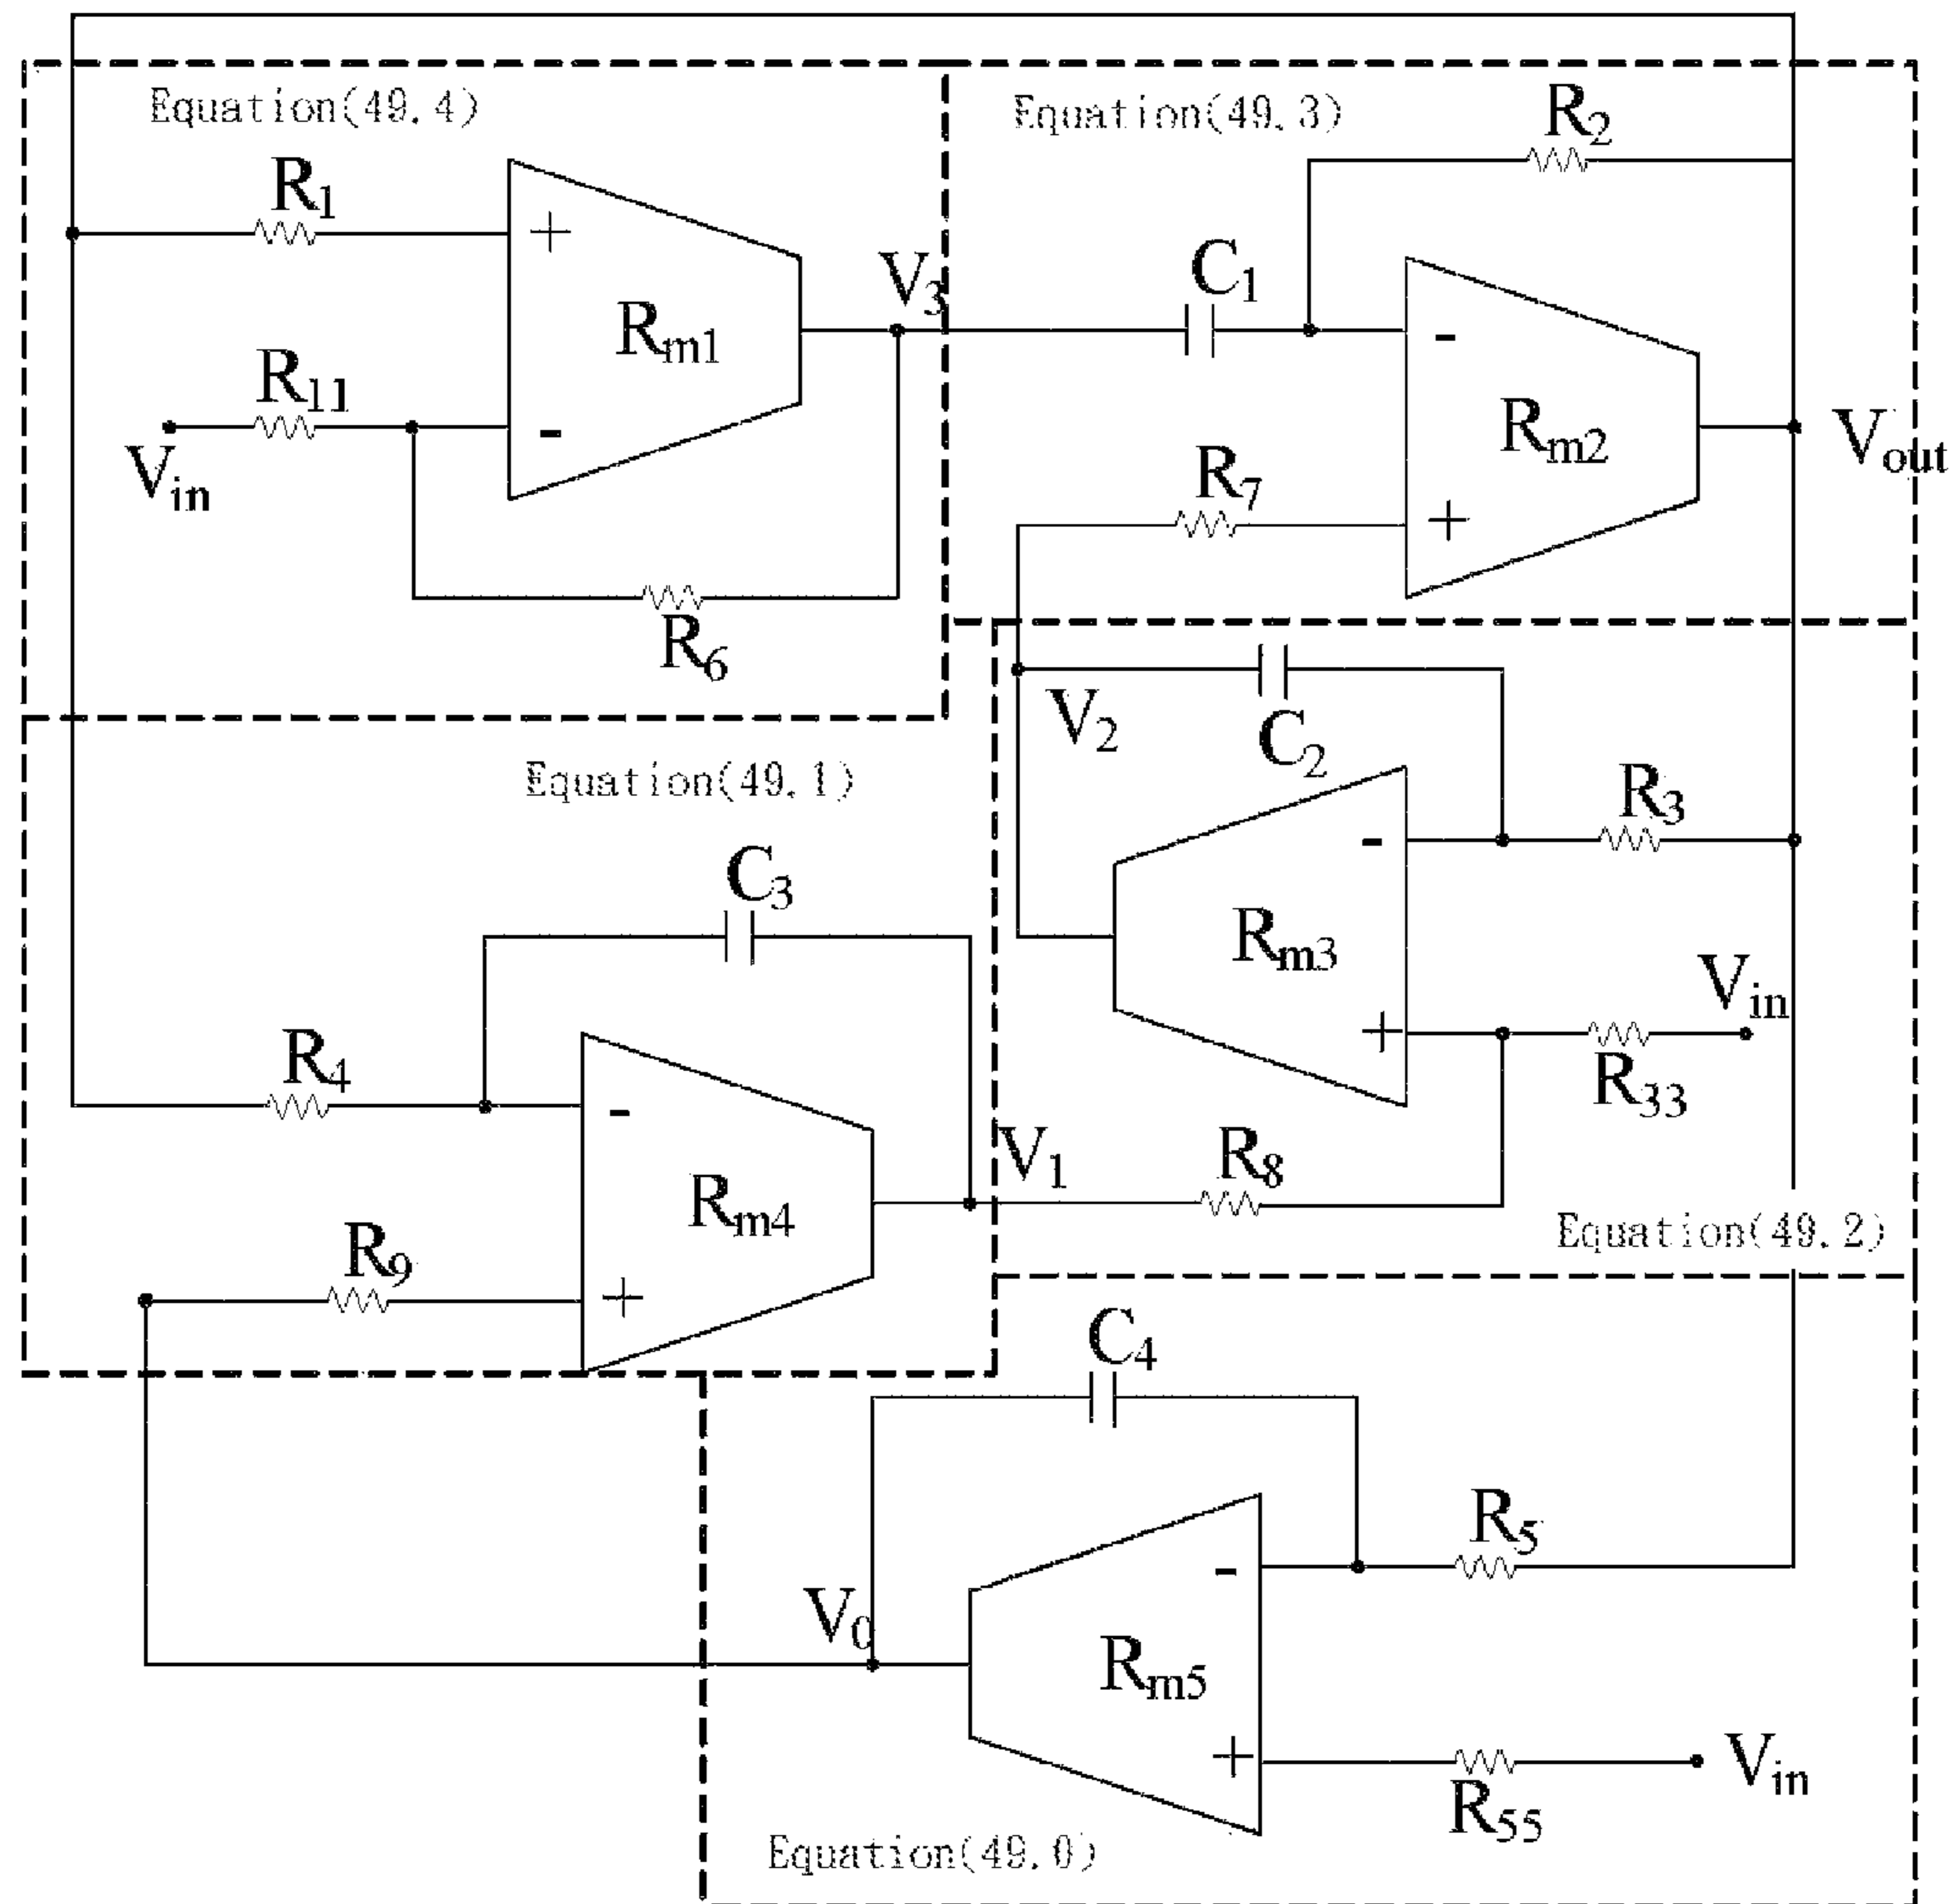 Equation(49.4)
Equation(49.3)
R2
R1
+
C1
V3
Rm1
-
R11
-
Rm2
Vout
Vin
R7
+
R6
V2
C2
Equation(49.1)
R3
-
C3
Rm3
Vin
+
R4
R33
-
V1
R8
Rm4
R9
+
Equation(49.2)
C4
R5
-
V0
Rm5
+
Vin
R55
Equation(49.0)